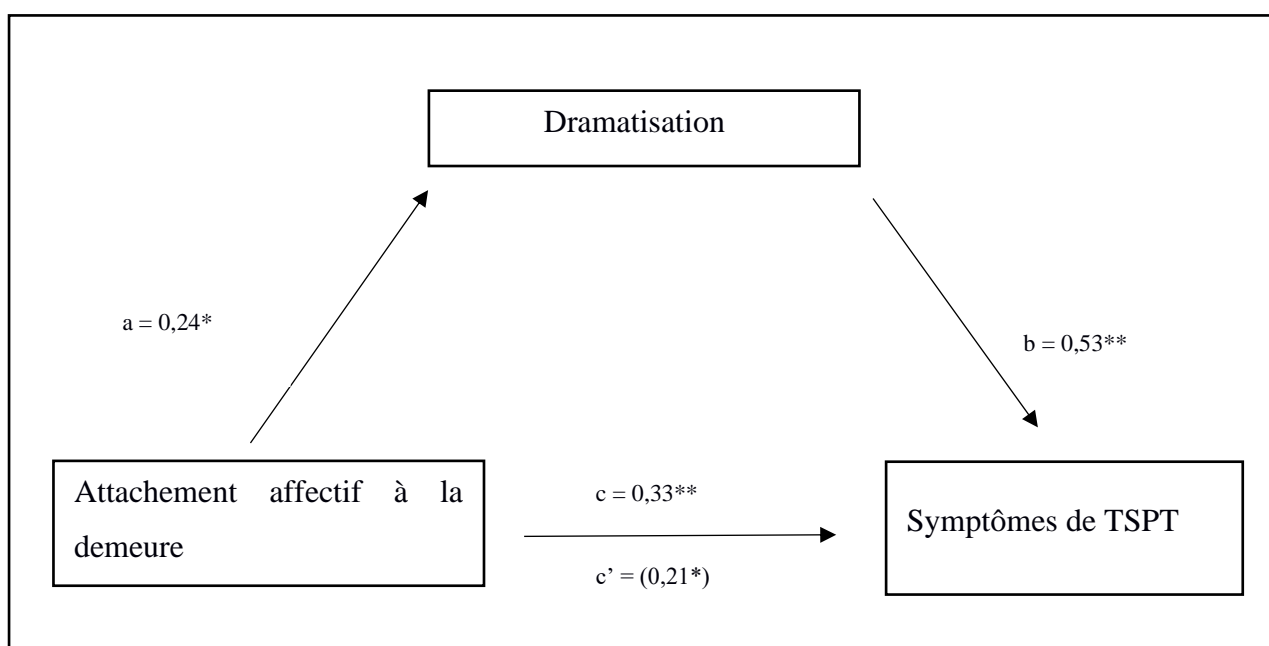 Dramatisation
a = 0,24*
b = 0,53**
Attachement affectif à la
demeure
c = 0,33**
c’ = (0,21*)
Symptômes de TSPT